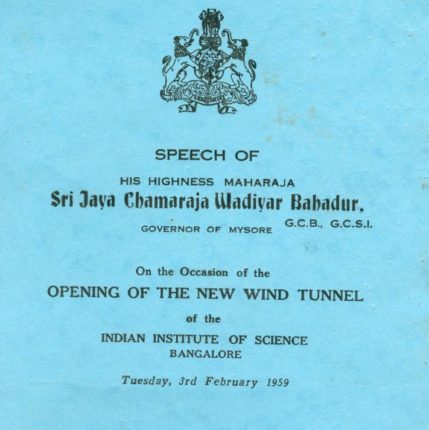 SPEECH OF
HIS HIGHNESS MAHARAJA
Sri Jaya Chamaraja Wadiyar Bahadur,
G.C.B., G.C.S.I.
GOVERNOR OF MYSORE
On the Occasion of the
OPENING OF THE NEW WIND TUNNEL
of the
INDIAN INSTITUTE OF SCIENCE
BANGALORE
Tuesday, 3rd February 1959